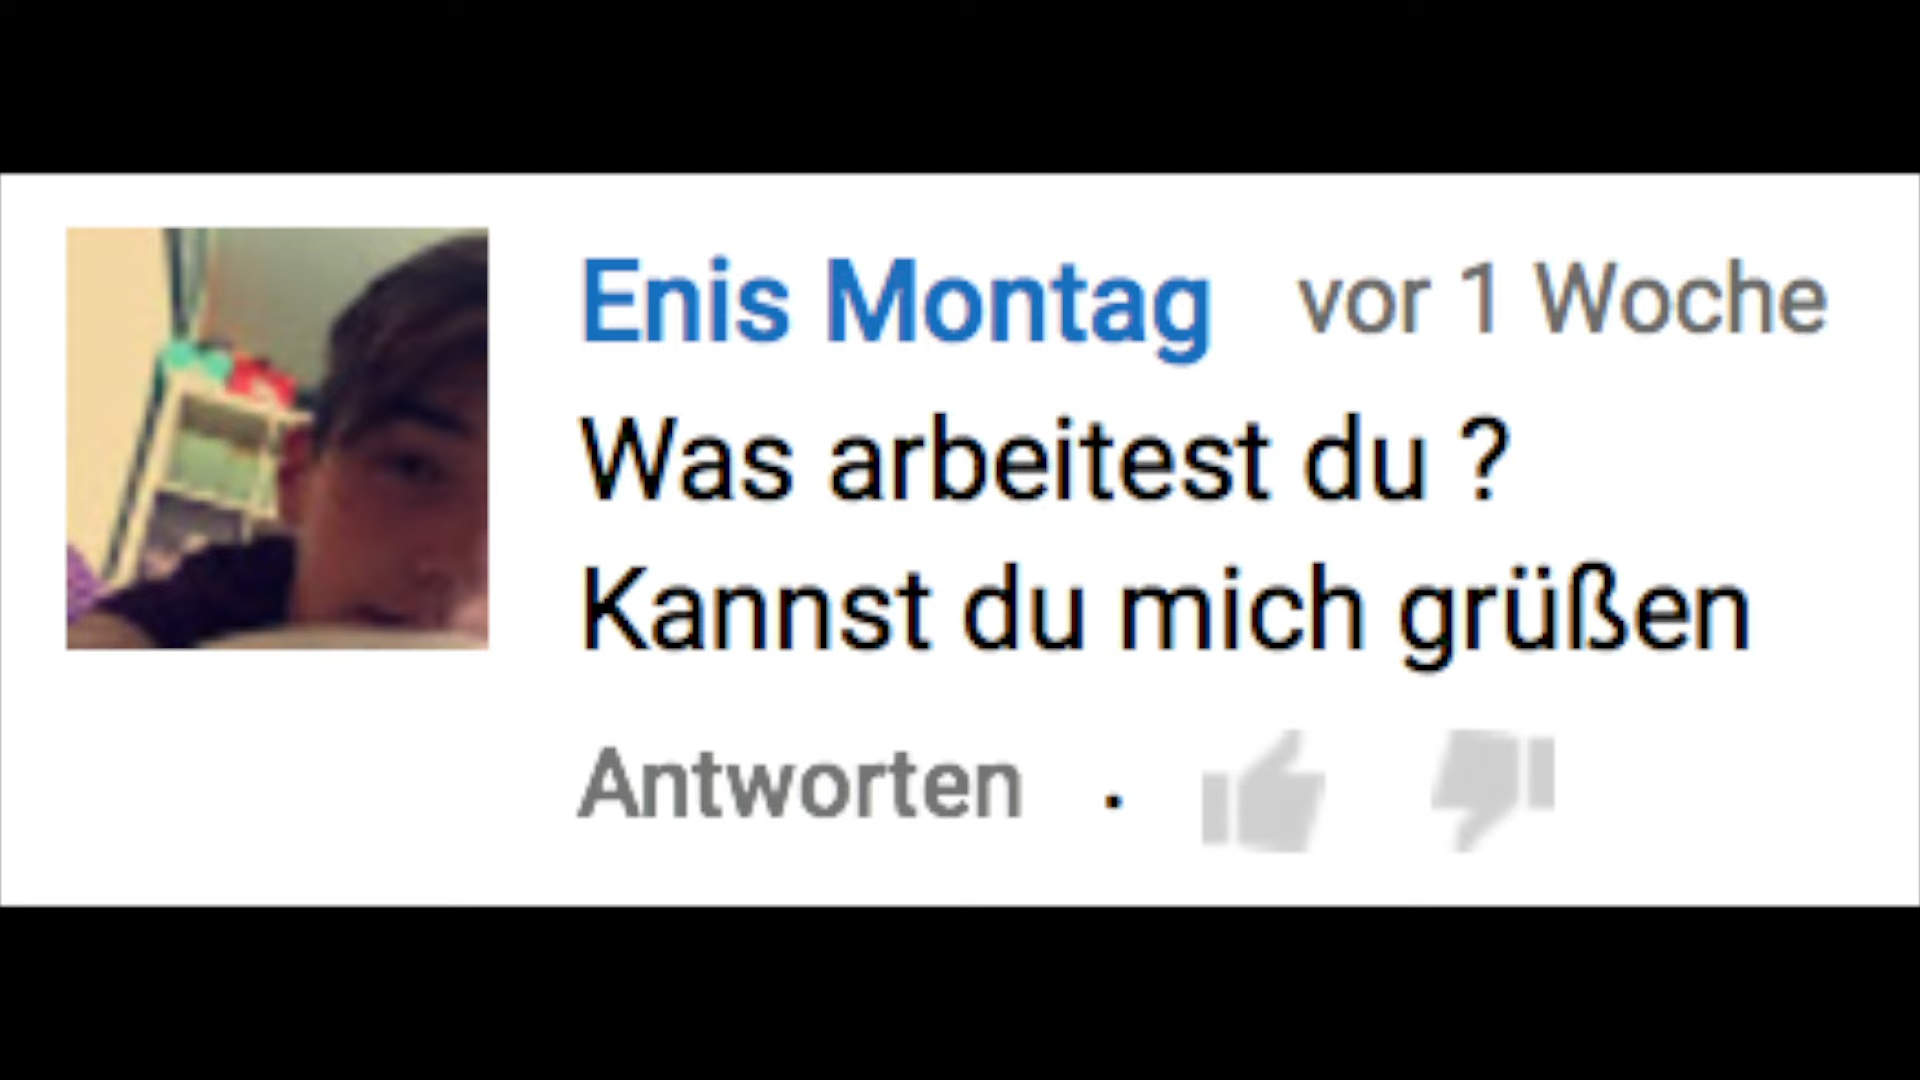 Enis Montag vor 1 Woche
Was arbeitest du ?
Kannst du mich grüßen
Antworten .